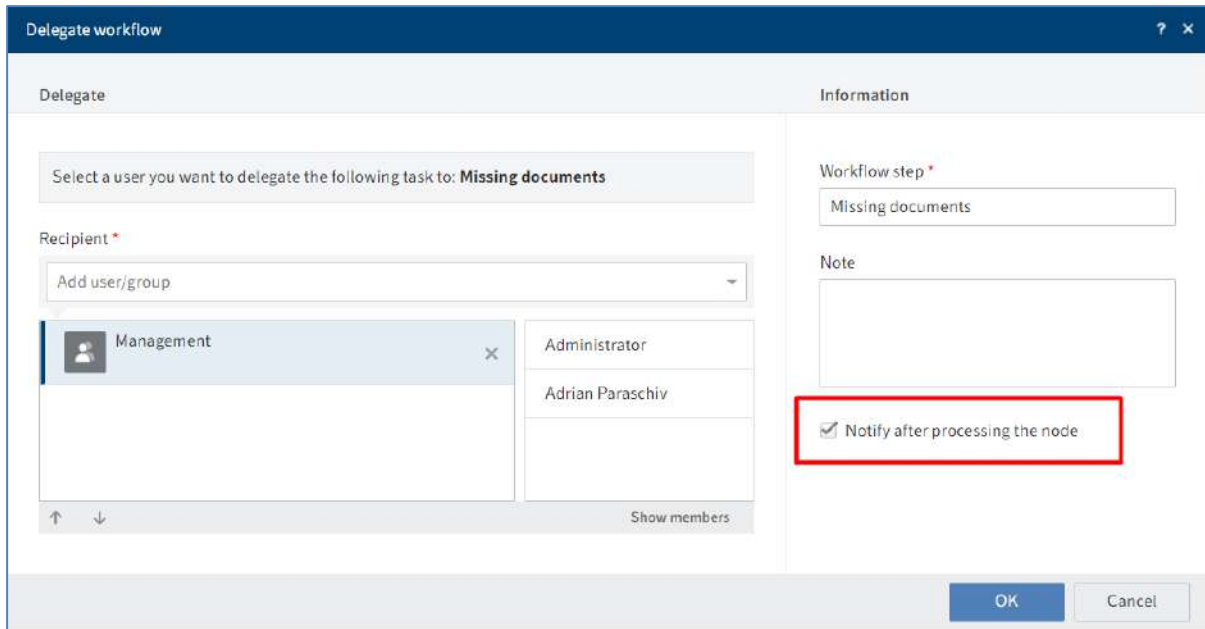 Delegate workflow
? ×
Delegate
Information
Select a user you want to delegate the following task to: Missing documents
Recipient *
Add user/group
Management
Administrator
Adrian Paraschiv
Show members
Workflow step *
Missing documents
Note
Notify after processing the node
OK
Cancel